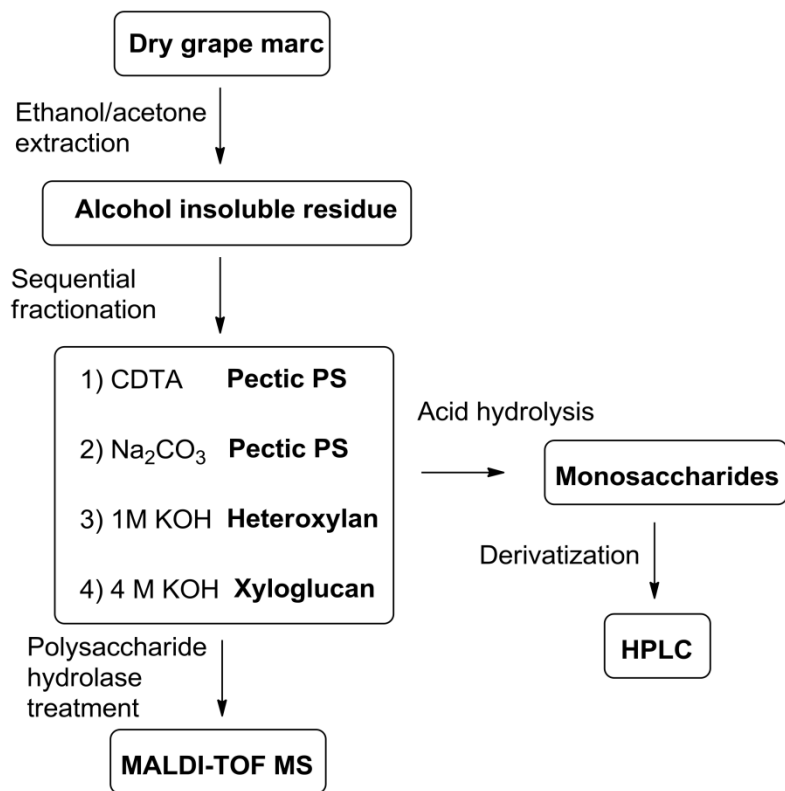 Dry grape marc
Ethanol/acetone
extraction
Alcohol insoluble residue
Sequential
fractionation
1) CDTA Pectic PS
2) Na₂CO₃ Pectic PS
3) 1M KOH Heteroxylan
4) 4 M KOH Xyloglucan
Acid hydrolysis
Monosaccharides
Derivatization
HPLC
Polysaccharide
hydrolase
treatment
MALDI-TOF MS